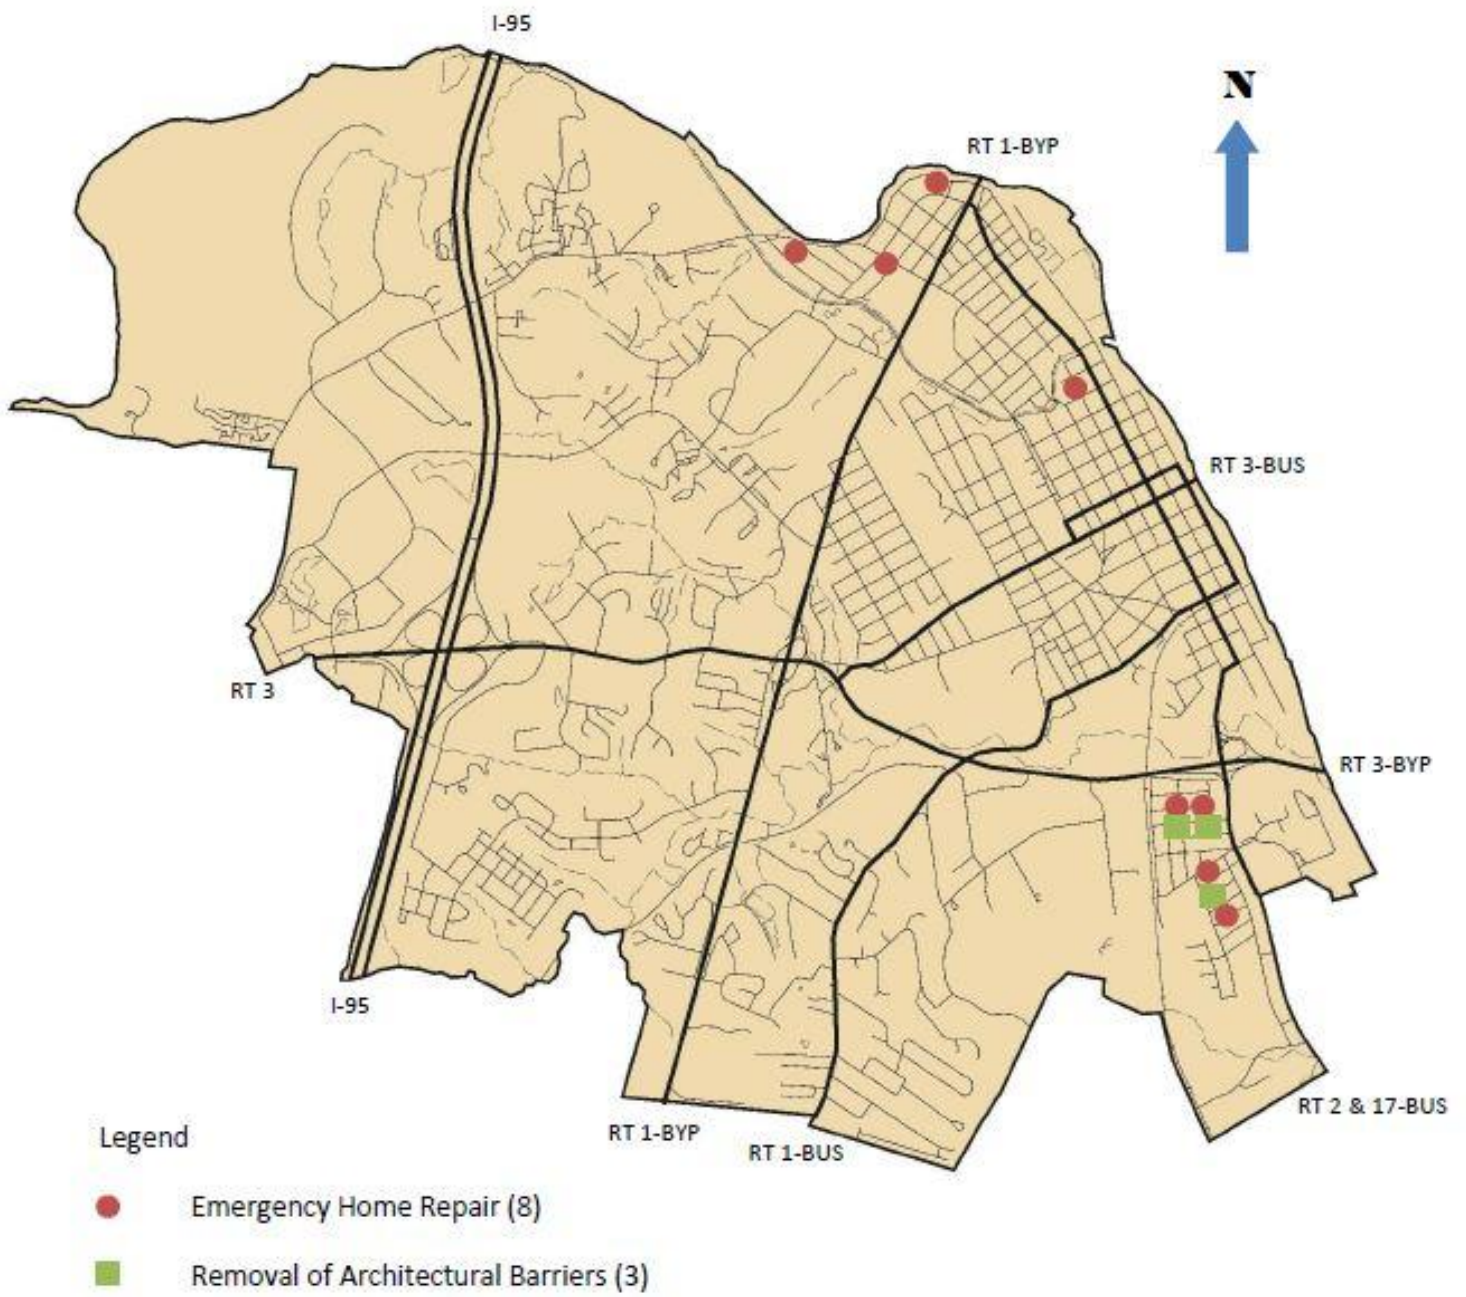 I-95
N
RT 1-BYP
RT 3-BUS
RT 3
RT 3-BYP
I-95
RT 2 & 17-BUS
RT 1-BYP
RT 1-BUS
Legend
Emergency Home Repair (8)
Removal of Architectural Barriers (3)